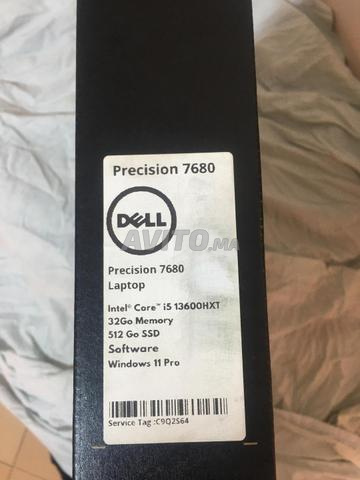 Precision 7680
DELL
AVITO.ma
Precision 7680
Laptop
Intel® Core™ i5 13600HXT
32Go Memory
512 Go SSD
Software
Windows 11 Pro
Service Tag :C9Q2S64